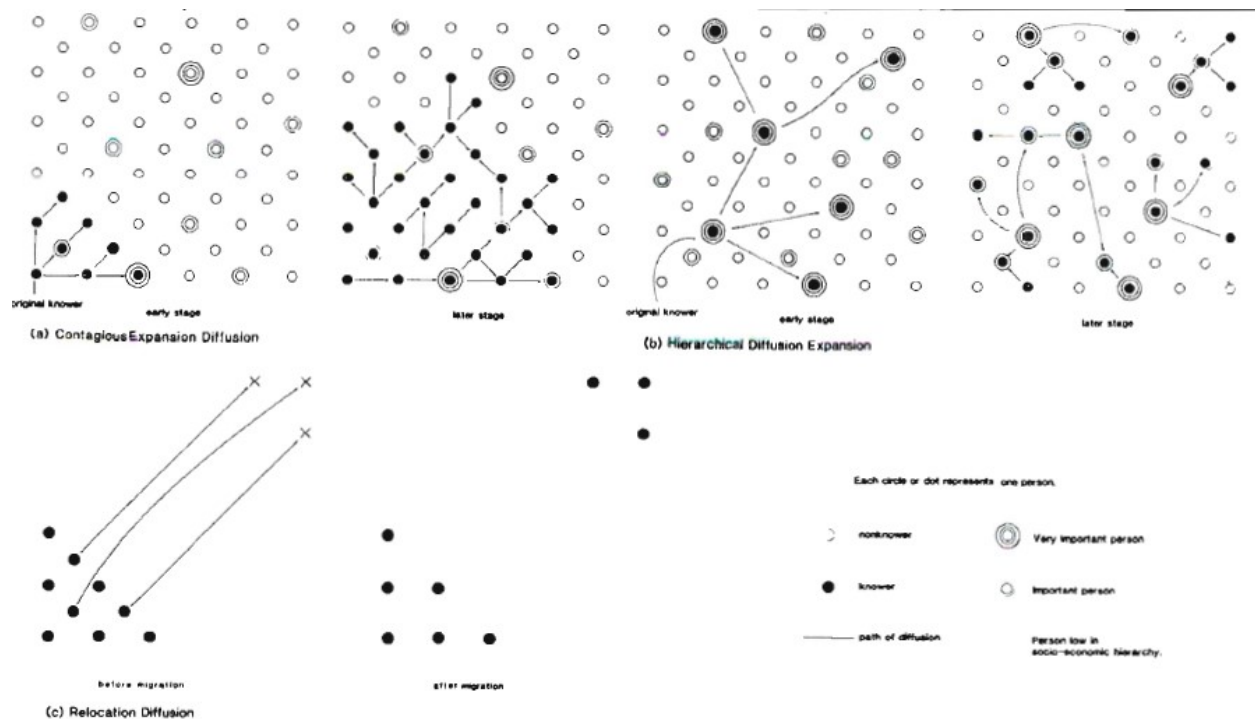 original knower
early stage
(a) Contagious Expansion Diffusion
later stage
original knower
early stage
(b) Hierarchical Diffusion Expansion
later stage
Each circle or dot represents one person.
nonknower
Very important person
knower
Important person
path of diffusion
Person low in
socio-economic hierarchy.
before migration
after migration
(c) Relocation Diffusion